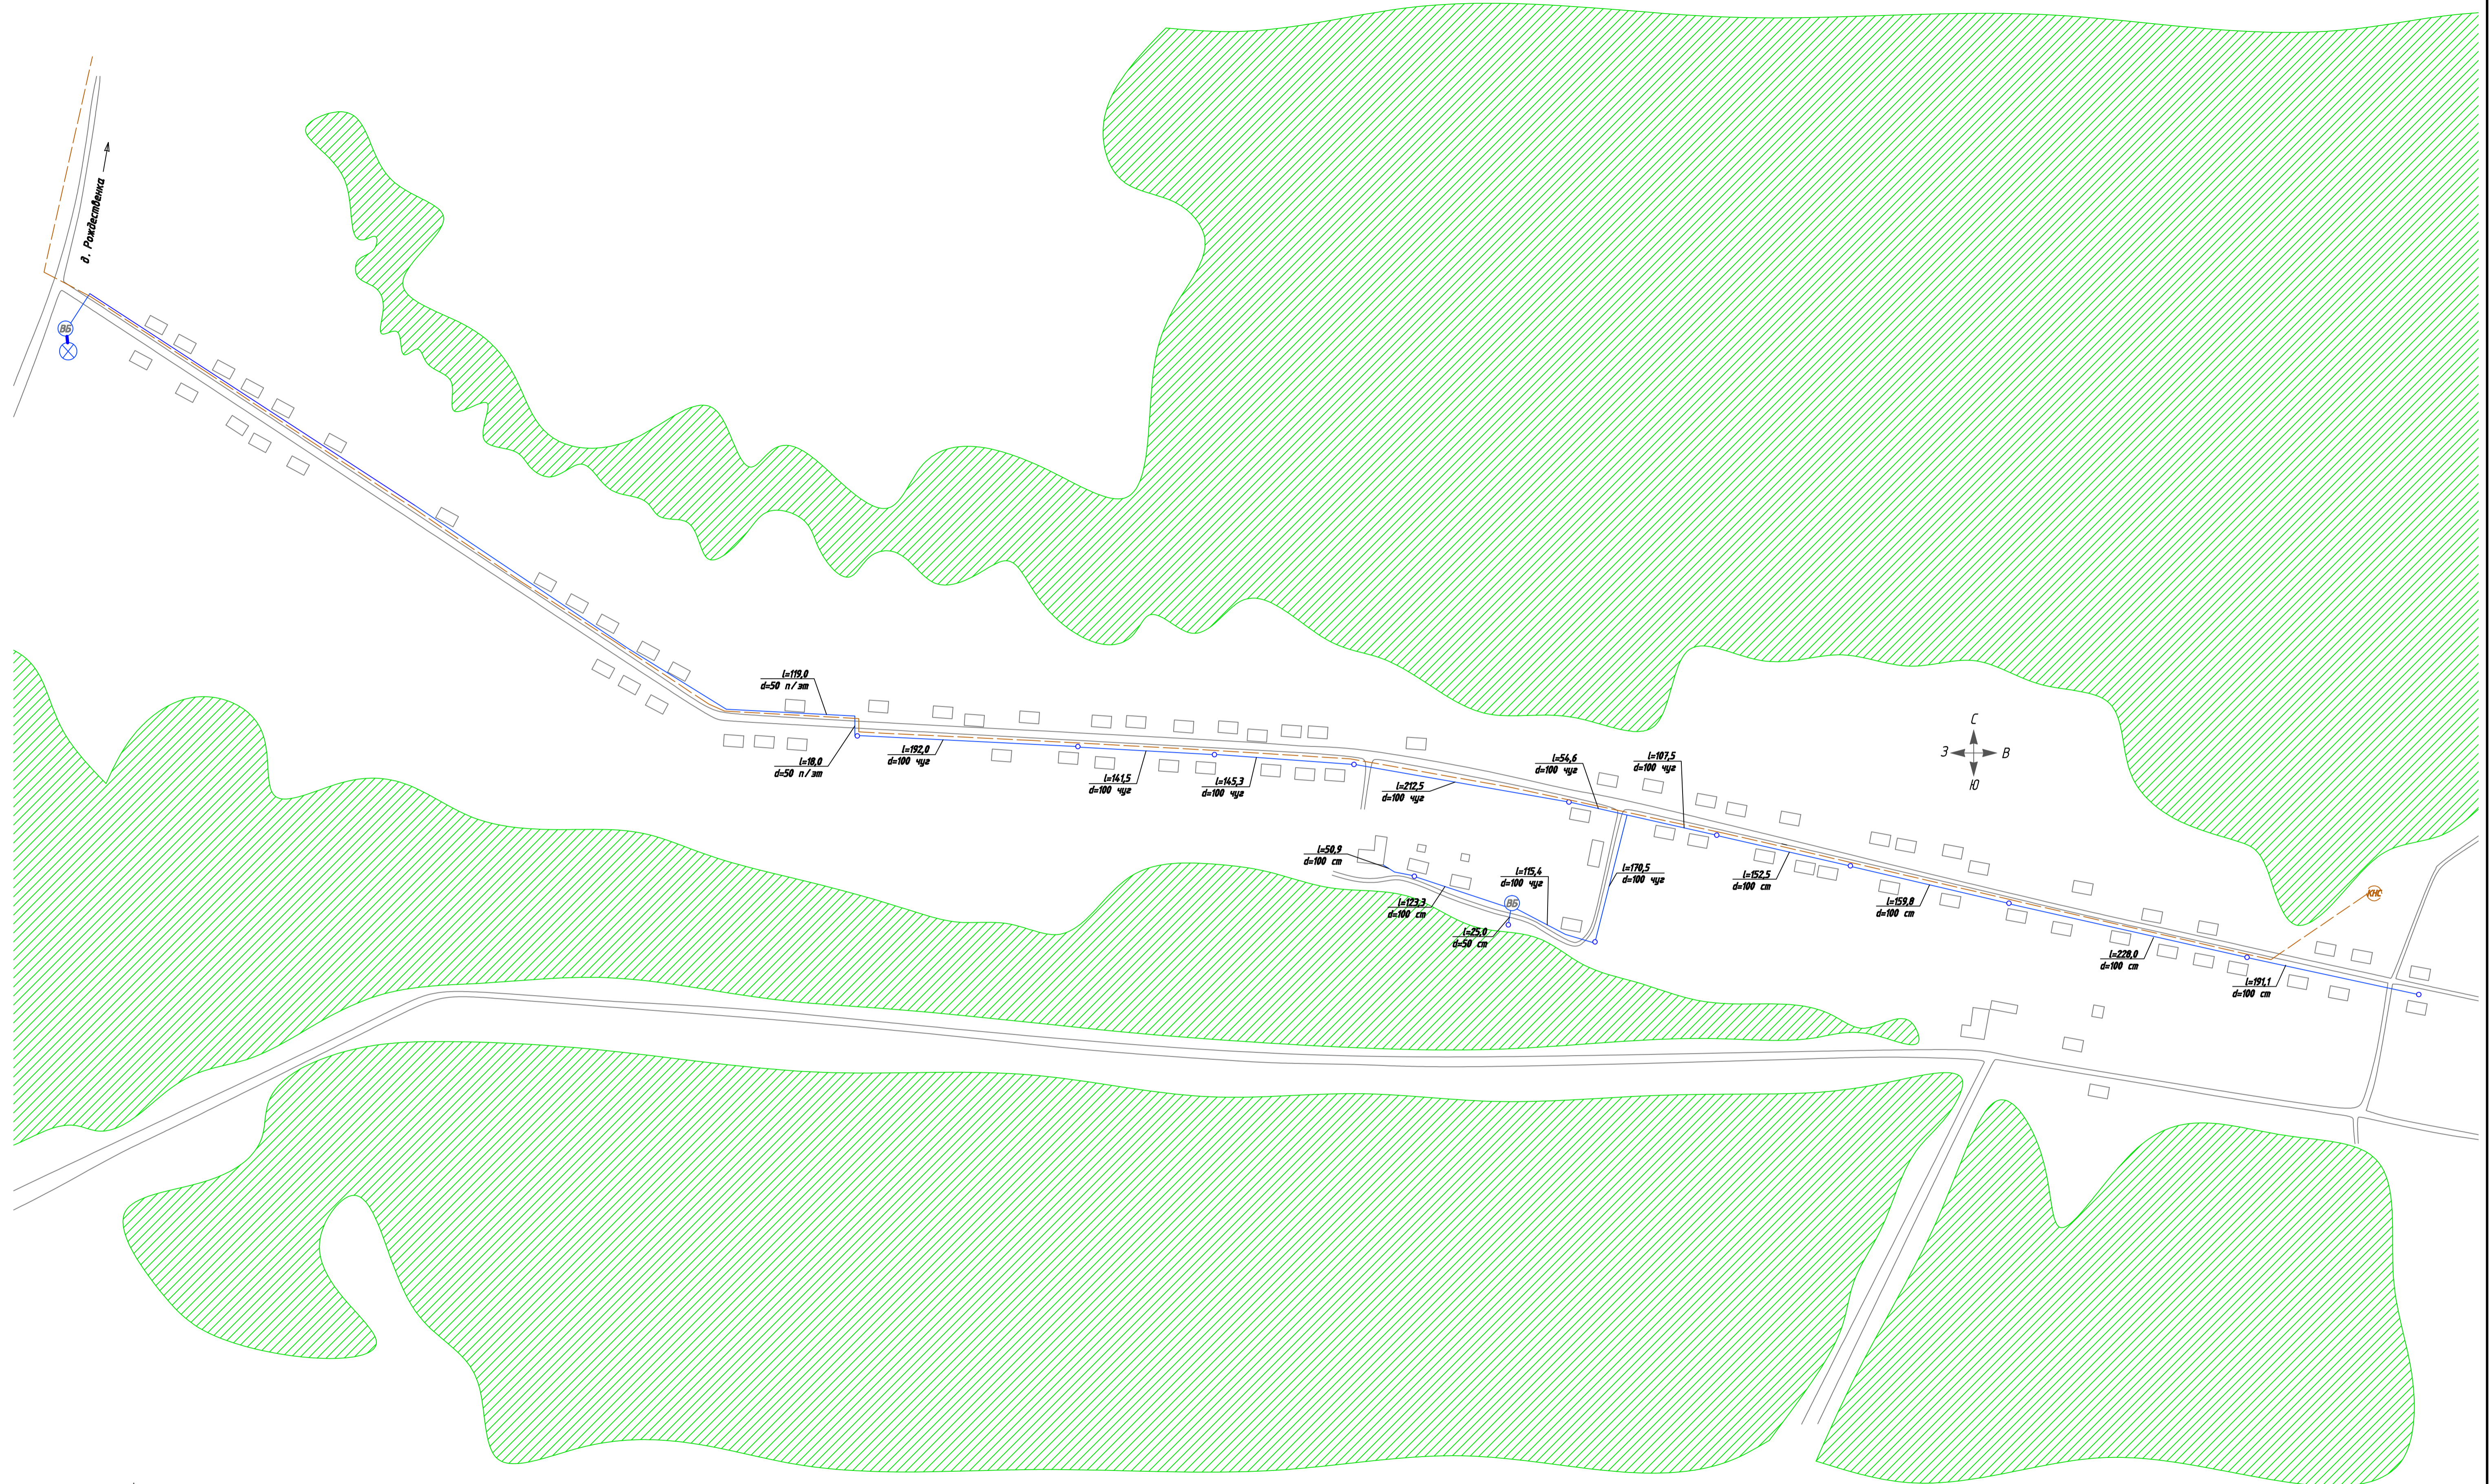 д. Рождественка
ВБ
l=119,0
d=50 п/эт
l=18,0
d=50 п/эт
l=192,0
d=100 чуг
l=141,5
d=100 чуг
l=145,3
d=100 чуг
l=212,5
d=100 чуг
l=54,6
d=100 чуг
l=107,5
d=100 чуг
С
З
В
Ю
l=50,9
d=100 ст
l=123,3
d=100 ст
l=115,4
d=100 чуг
ВБ
l=25,0
d=50 ст
l=170,5
d=100 чуг
l=152,5
d=100 ст
l=159,8
d=100 ст
КНС
l=228,0
d=100 ст
l=191,1
d=100 ст